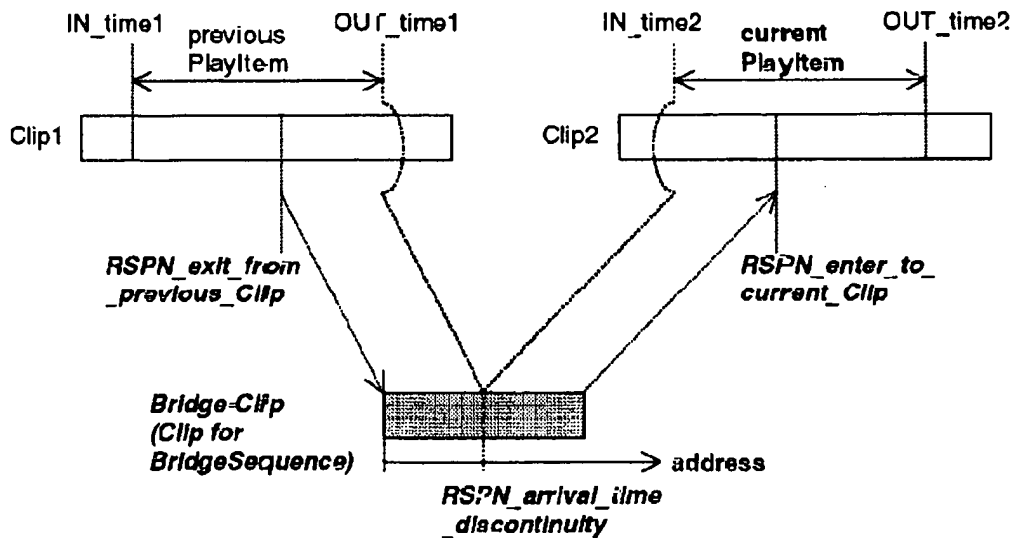 IN_time1
previous
PlayItem
OUT_time1
IN_time2
current
PlayItem
OUT_time2
Clip1
Clip2
RSPN_exit_from
_previous_Clip
RSPN_enter_to_
current_Clip
Bridge-Clip
(Clip for
BridgeSequence)
address
RSPN_arrival_time
_discontinuity